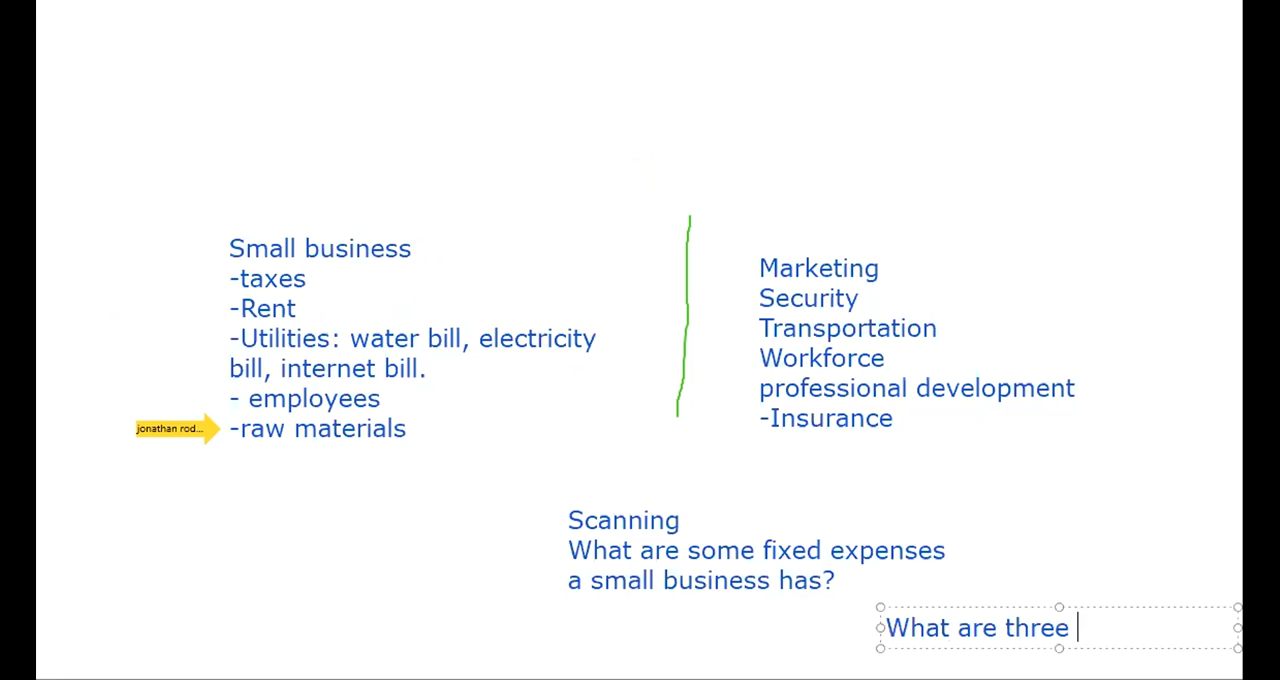 Small business
-taxes
-Rent
-Utilities: water bill, electricity
bill, internet bill.
- employees
jonathan rod...
-raw materials
Marketing
Security
Transportation
Workforce
professional development
-Insurance
Scanning
What are some fixed expenses
a small business has?
What are three